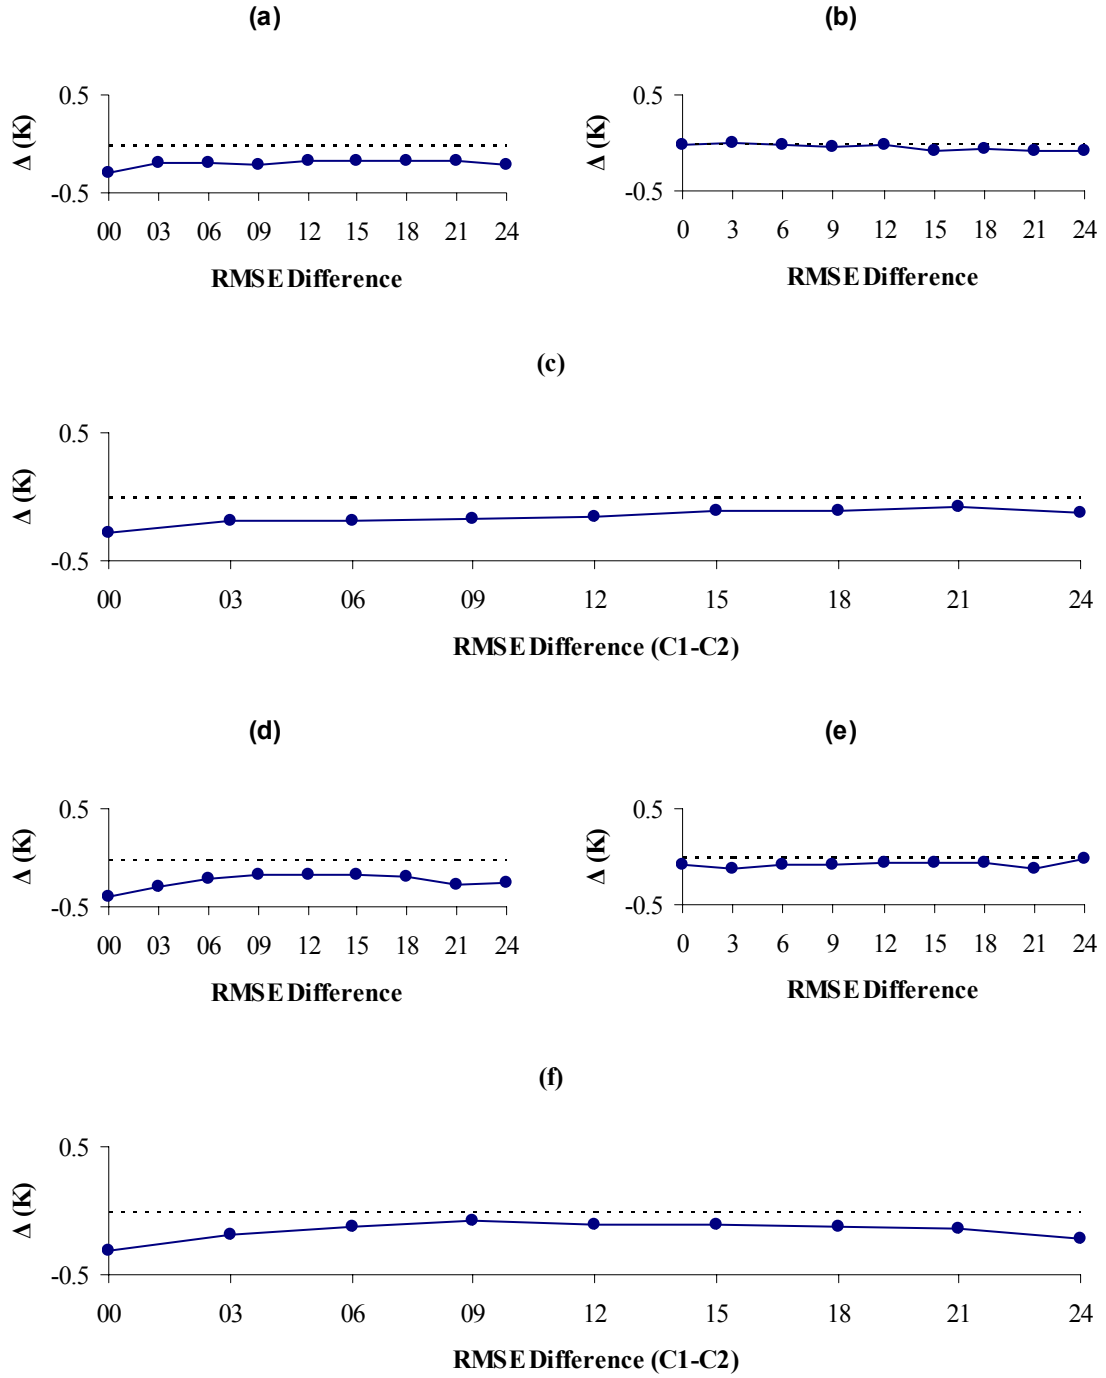 (a)
0.5
Δ (K)
-0.5
00 03 06 09 12 15 18 21 24
RMSE Difference
(b)
0.5
Δ (K)
-0.5
0 3 6 9 12 15 18 21 24
RMSE Difference
(c)
0.5
Δ (K)
-0.5
00 03 06 09 12 15 18 21 24
RMSE Difference (C1-C2)
(d)
0.5
Δ (K)
-0.5
00 03 06 09 12 15 18 21 24
RMSE Difference
(e)
0.5
Δ (K)
-0.5
0 3 6 9 12 15 18 21 24
RMSE Difference
(f)
0.5
Δ (K)
-0.5
00 03 06 09 12 15 18 21 24
RMSE Difference (C1-C2)